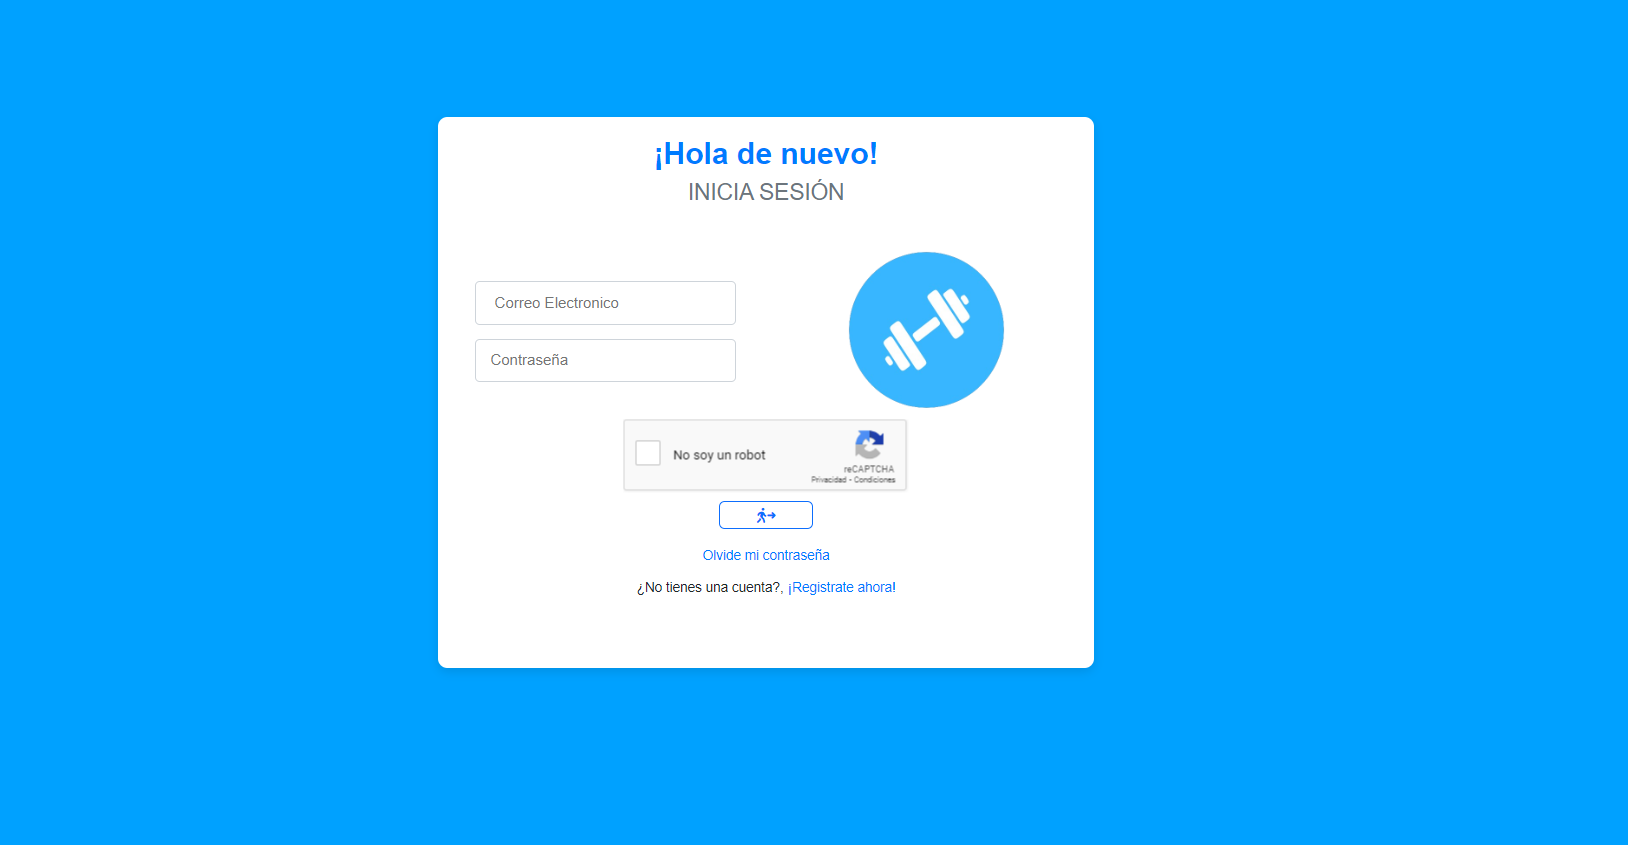 ¡Hola de nuevo!
INICIA SESIÓN
Correo Electronico
Contraseña
No soy un robot
reCAPTCHA
Privacidad - Condiciones
Olvide mi contraseña
¿No tienes una cuenta?, ¡Registrate ahora!